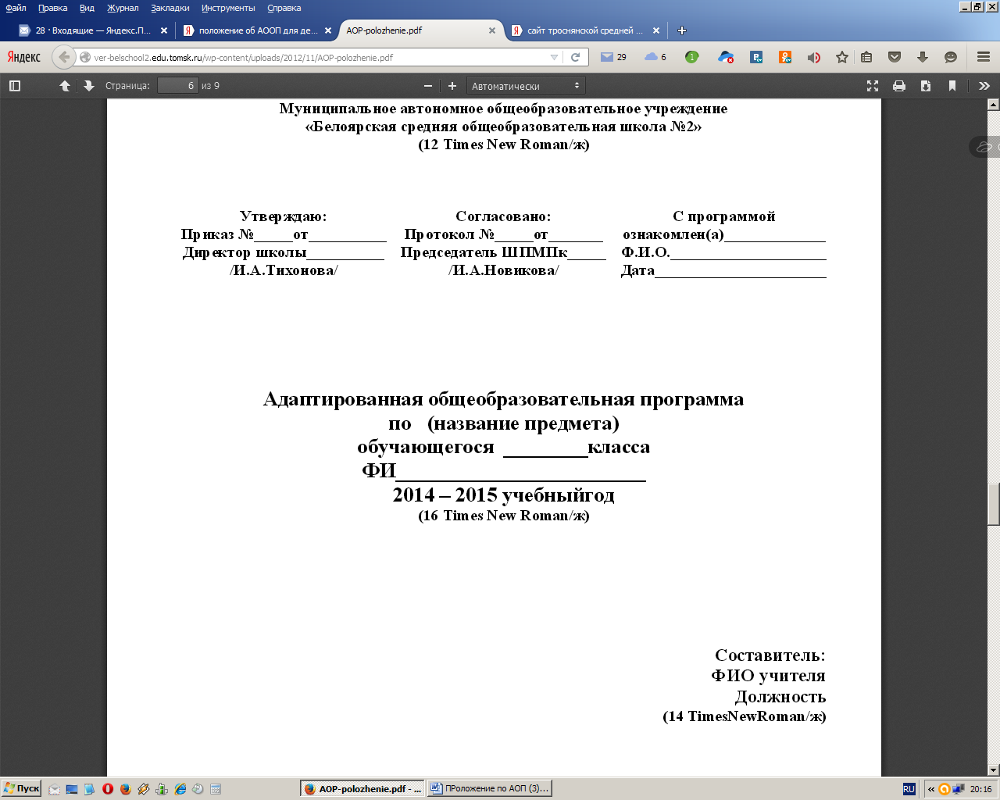 Файл Правка Вид Журнал Закладки Инструменты Справка
28 · Входящие — Яндекс.П... положение об АООП для де... AOP-polozhenie.pdf сайт троснянской средней ...
Яндекс ver-belschool2.edu.tomsk.ru/wp-content/uploads/2012/11/AOP-polozhenie.pdf 29 6 1
Страница: 6 из 9 Автоматически
Муниципальное автономное общеобразовательное учреждение
«Белоярская средняя общеобразовательная школа №2»
(12 Times New Roman/ж)
Утверждаю: Согласовано: С программой
Приказ №_____от__________ Протокол №_____от_______ ознакомлен(а)_____________
Директор школы__________ Председатель ШПМПк_____ Ф.И.О.____________________
/И.А.Тихонова/ /И.А.Новикова/ Дата______________________
Адаптированная общеобразовательная программа
по (название предмета)
обучающегося ________класса
ФИ________________________
2014 – 2015 учебныйгод
(16 Times New Roman/ж)
Составитель:
ФИО учителя
Должность
(14 TimesNewRoman/ж)
Пуск AOP-polozhenie.pdf - ... ПРоложение по АОП (3)... RU 20:16